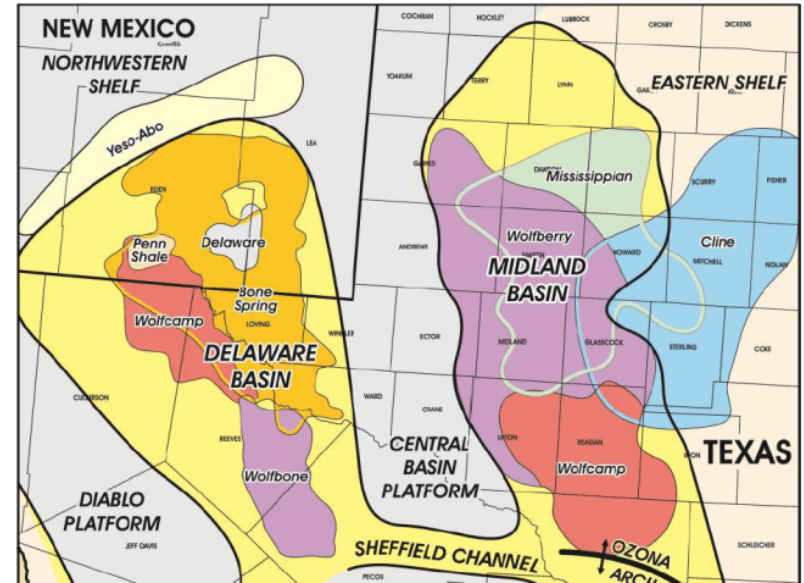 COCHRAN
HOCKLEY
LUBBOCK
CROSBY
DICKENS
NEW MEXICO
NORTHWESTERN
SHELF
YOAKUM
TERRY
LYNN
EASTERN SHELF
Yeso-Abo
LEA
GAINES
DAWSON
Mississippian
SCURRY
FISHER
EDDY
Penn
Shale
Delaware
ANDREWS
Wolfberry
MARTIN
HOWARD
Cline
MITCHELL
NOLAN
MIDLAND
BASIN
Bone
Spring
Wolfcamp
LOVING
WINKLER
ECTOR
MIDLAND
GLASSCOCK
STERLING
COKE
DELAWARE
BASIN
CULBERSON
WARD
CRANE
REEVES
UPTON
REAGAN
TEXAS
CENTRAL
BASIN
PLATFORM
Wolfbone
Wolfcamp
DIABLO
PLATFORM
JEFF DAVIS
SHEFFIELD CHANNEL
OZONA
ARCH
SCHLEICHER
PECOS